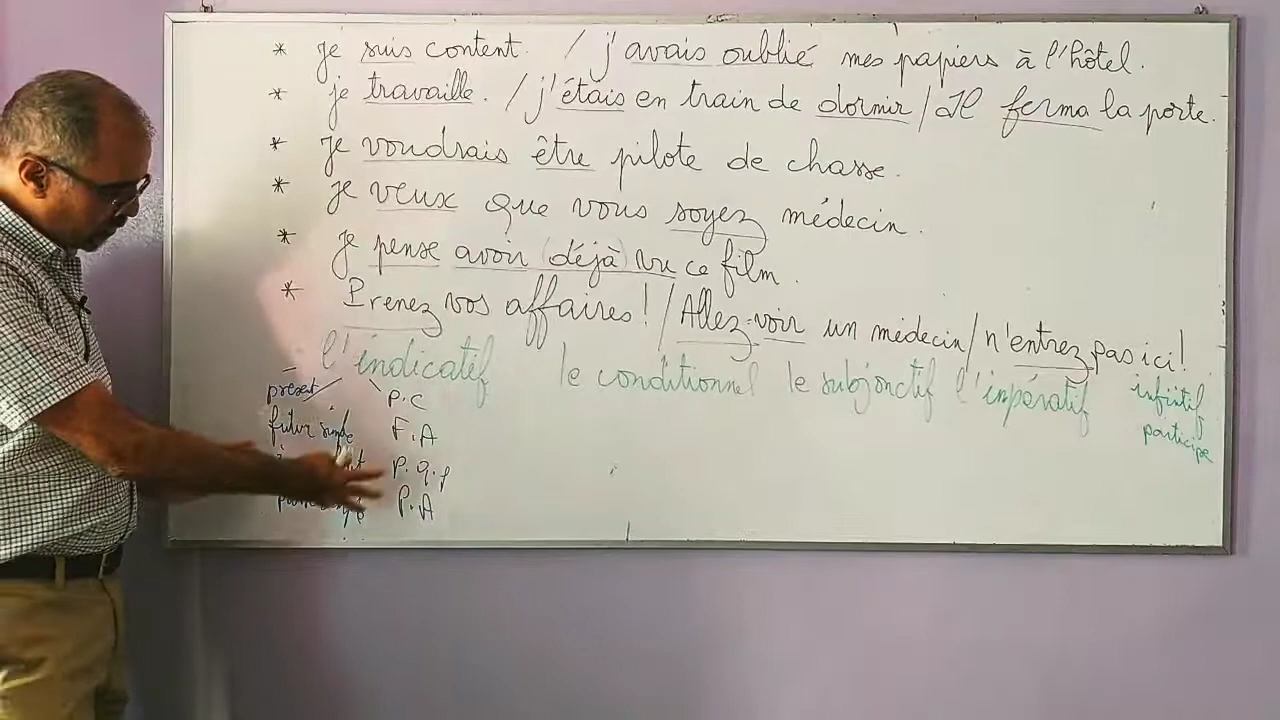 * je suis content. / j'avais oublié mes papiers à l'hôtel.
* je travaille. / j'étais en train de dormir / Il ferma la porte.
* Je voudrais être pilote de chasse.
* je veux que vous soyez médecin.
* je pense avoir (déjà) vu ce film.
* Prenez vos affaires ! / Allez-voir un médecin / n'entrez pas ici !
l'indicatif le conditionnel le subjonctif l'impératif infinitif
présent P.C participe
futur simple F.A
P.q.p
P.A